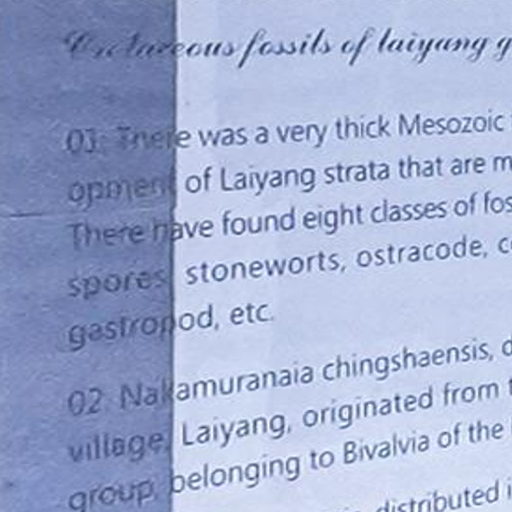 Cretaceous fossils of laiyang g
01: There was a very thick Mesozoic
opment of Laiyang strata that are m
There have found eight classes of fos
spores, stoneworts, ostracode, c
gastropod, etc.
02: Nakamuranaia chingshaensis, d
village, Laiyang, originated from t
group, belonging to Bivalvia of the
distributed i